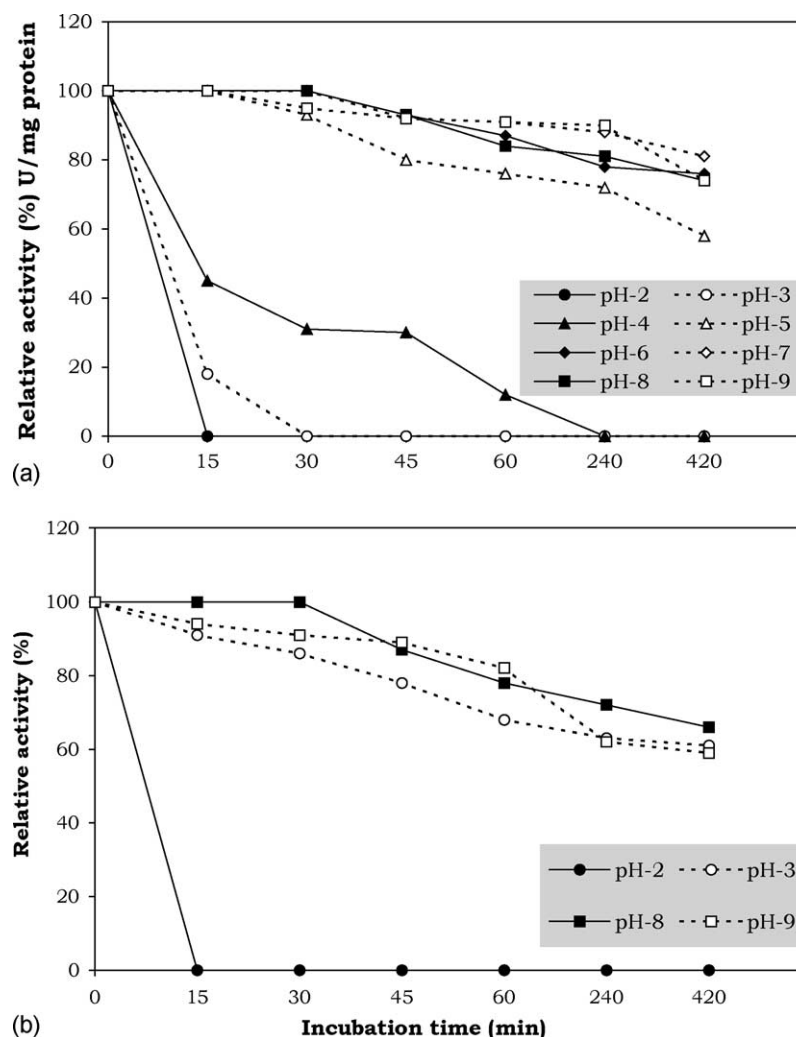 120
100
80
60
40
20
0
Relative activity (%) U/mg protein
pH-2 pH-3
pH-4 pH-5
pH-6 pH-7
pH-8 pH-9
0 15 30 45 60 240 420
(a)
120
100
80
60
40
20
0
Relative activity (%)
pH-2 pH-3
pH-8 pH-9
0 15 30 45 60 240 420
(b) Incubation time (min)